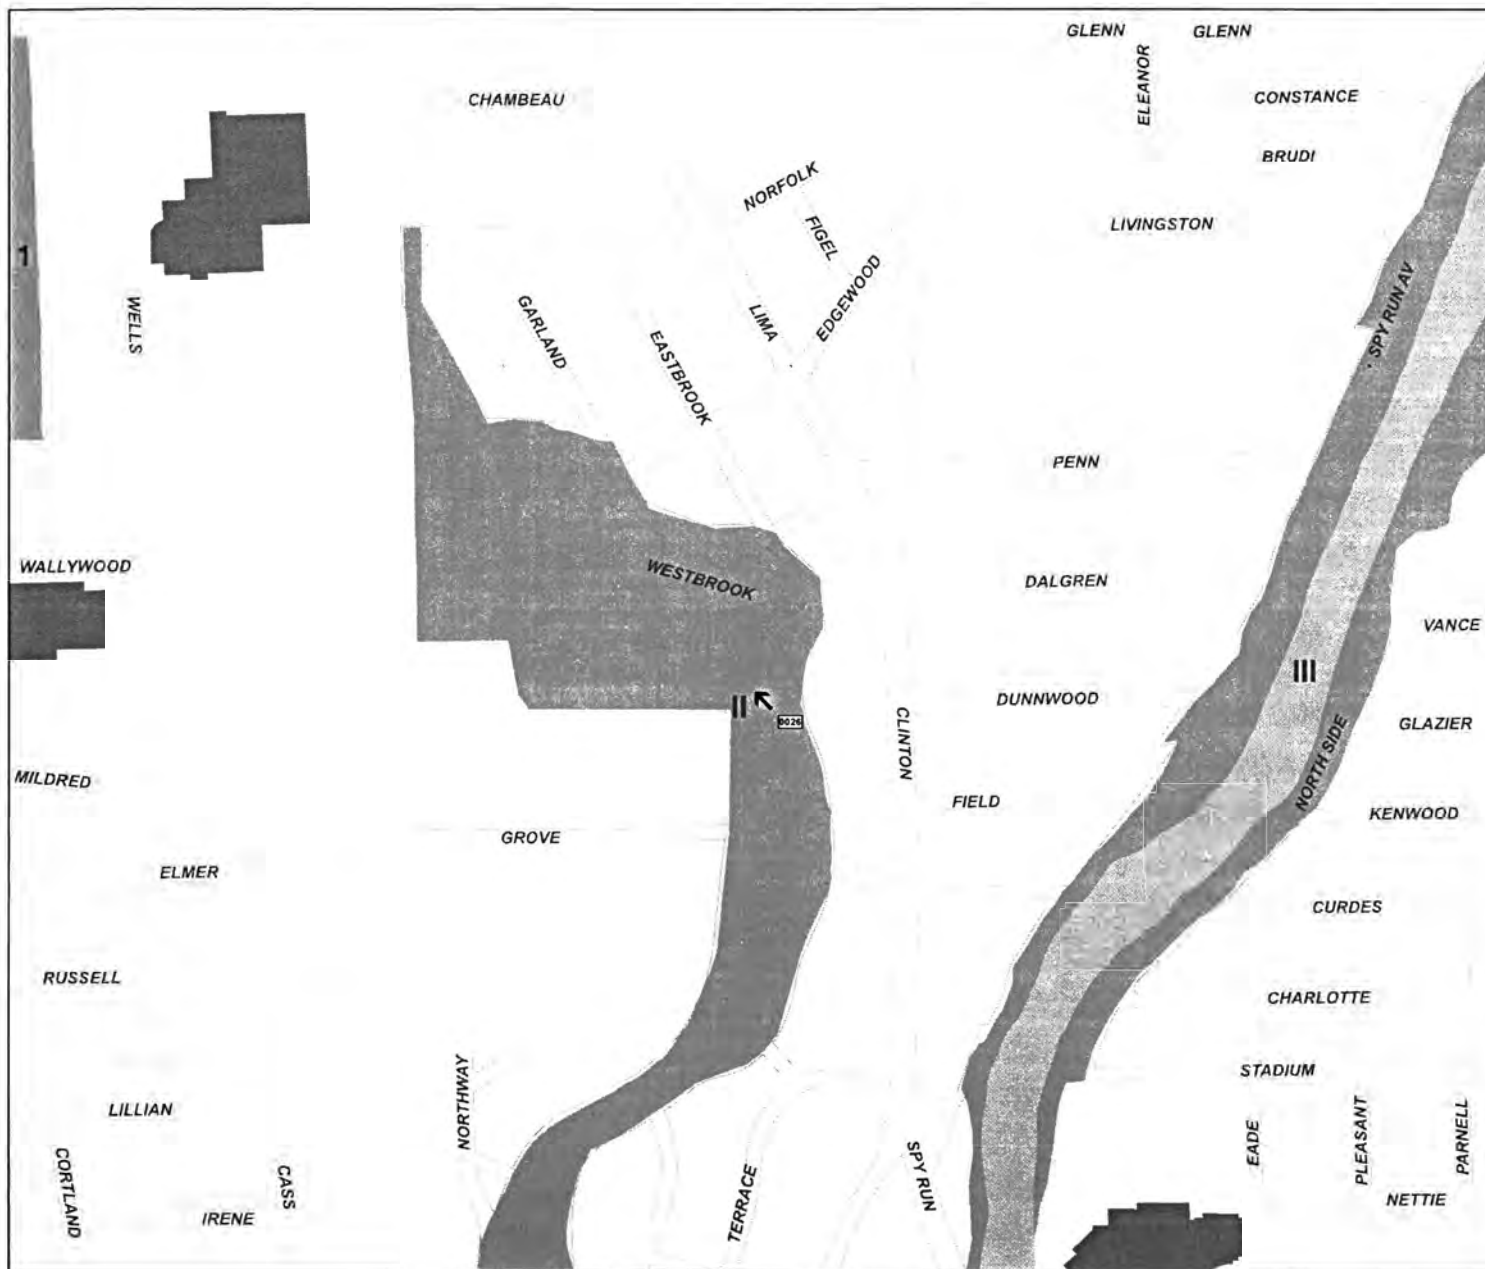 GLENN GLENN
ELEANOR
CHAMBEAU
CONSTANCE
BRUDI
NORFOLK
FIGEL
LIVINGSTON
1
EDGEWOOD
SPY RUN AV
WELLS
GARLAND
LIMA
EASTBROOK
PENN
WALLYWOOD
WESTBROOK
DALGREN
VANCE
III
II
0026
DUNNWOOD
CLINTON
GLAZIER
NORTH SIDE
MILDRED
FIELD
KENWOOD
GROVE
ELMER
CURDES
RUSSELL
CHARLOTTE
STADIUM
NORTHWAY
LILLIAN
EADE
PLEASANT
PARNELL
CORTLAND
CASS
SPY RUN
TERRACE
NETTIE
IRENE